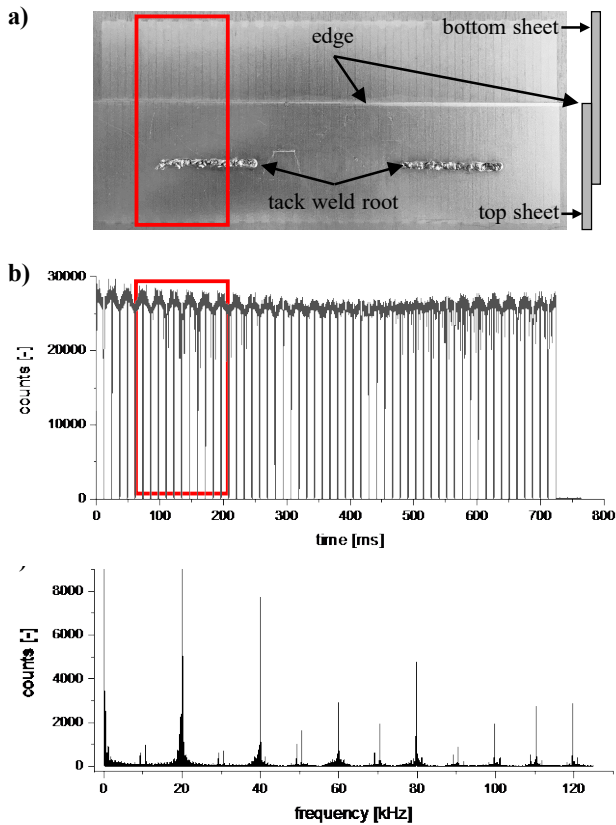 a)
edge
bottom sheet
tack weld root
top sheet
b)
30000
20000
10000
0
counts [-]
0 100 200 300 400 500 600 700 800
time [ms]
8000
6000
4000
2000
0
counts [-]
0 20 40 60 80 100 120
frequency [kHz]